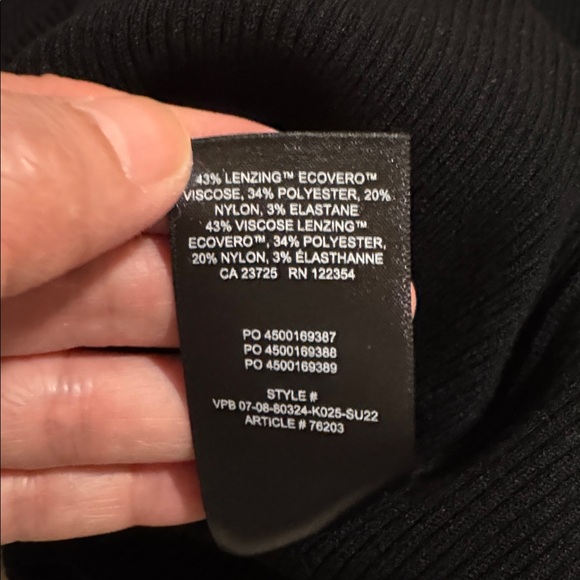 43% LENZING™ ECOVERO™
VISCOSE, 34% POLYESTER, 20%
NYLON, 3% ELASTANE
43% VISCOSE LENZING™
ECOVERO™, 34% POLYESTER,
20% NYLON, 3% ÉLASTHANNE
CA 23725 RN 122354
PO 4500169387
PO 4500169388
PO 4500169389
STYLE #
VPB 07-08-80324-K025-SU22
ARTICLE # 76203